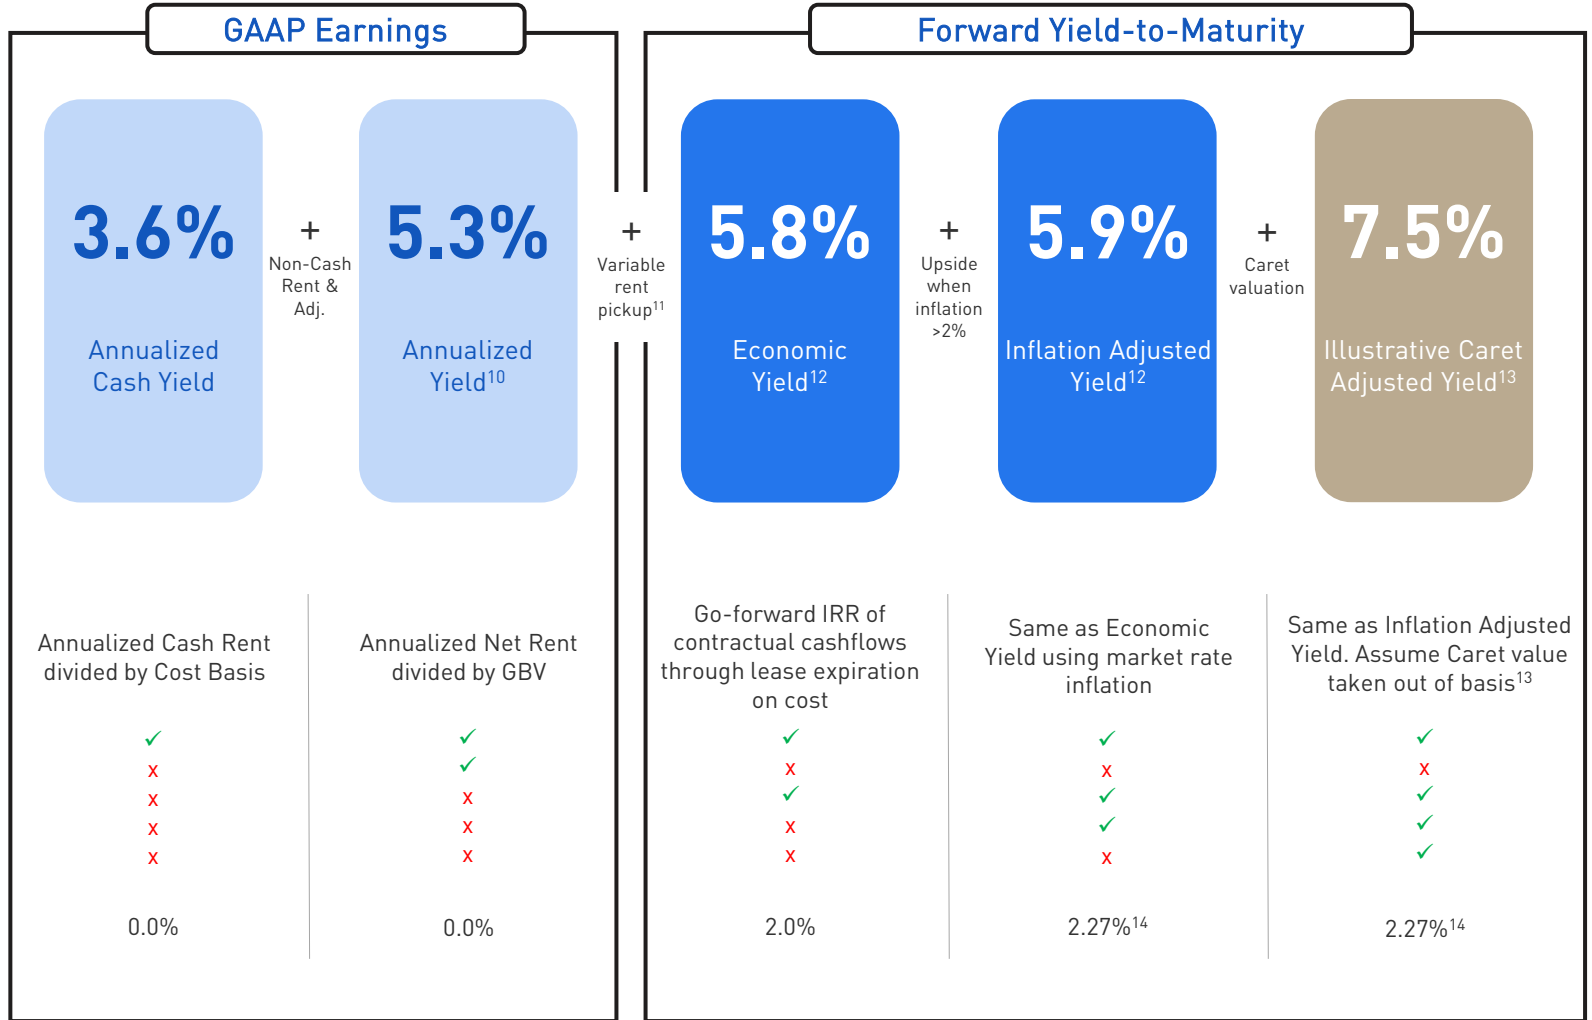 GAAP Earnings
Forward Yield-to-Maturity
3.6%
Annualized
Cash Yield
+
Non-Cash
Rent &
Adj.
5.3%
Annualized
Yield¹⁰
+
Variable
rent
pickup¹¹
5.8%
Economic
Yield¹²
+
Upside
when
inflation
>2%
5.9%
Inflation Adjusted
Yield¹²
+
Caret
valuation
7.5%
Illustrative Caret
Adjusted Yield¹³
Annualized Cash Rent
divided by Cost Basis
Annualized Net Rent
divided by GBV
Go-forward IRR of
contractual cashflows
through lease expiration
on cost
Same as Economic
Yield using market rate
inflation
Same as Inflation Adjusted
Yield. Assume Caret value
taken out of basis¹³
✓ ✓ ✓ ✓ ✓
x ✓ x x x
x x ✓ ✓ ✓
x x x ✓ ✓
x x x x ✓
0.0% 0.0% 2.0% 2.27%¹⁴ 2.27%¹⁴